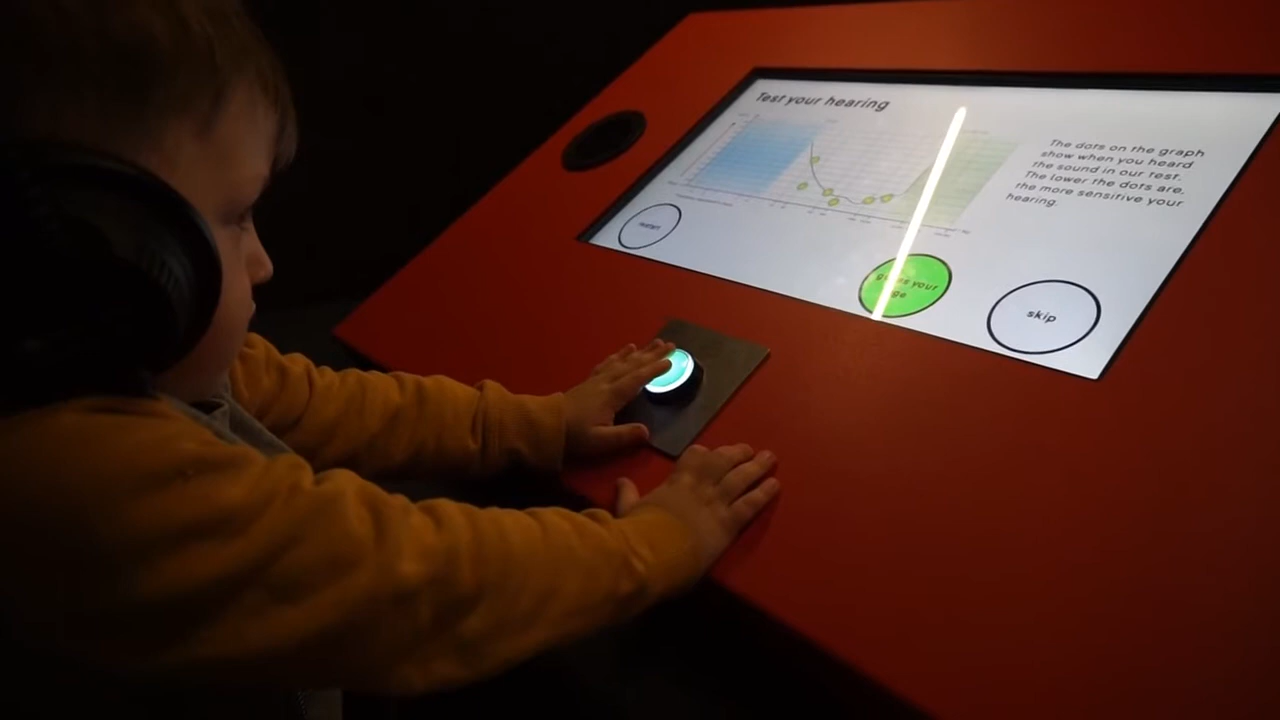 Test your hearing
The dots on the graph
show when you heard
the sound in our test.
The lower the dots are,
the more sensitive your
hearing.
your
skip